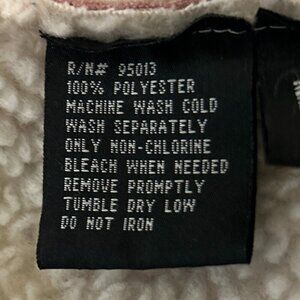 R/N# 95013
100% POLYESTER
MACHINE WASH COLD
WASH SEPARATELY
ONLY NON-CHLORINE
BLEACH WHEN NEEDED
REMOVE PROMPTLY
TUMBLE DRY LOW
DO NOT IRON